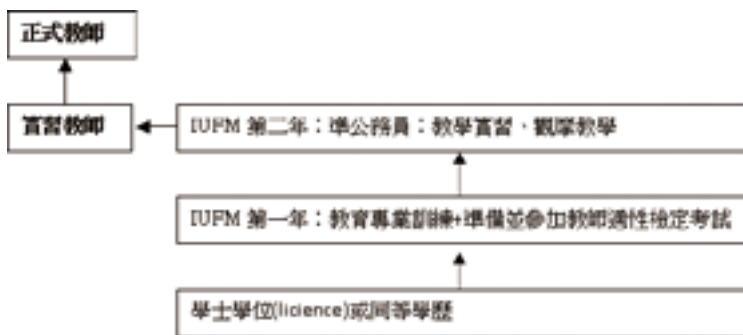 正式教師
實習教師
IUFM 第二年：準公務員：教學實習、觀摩教學
IUFM 第一年：教育專業訓練+準備並參加教師適性檢定考試
學士學位(licience)或同等學歷